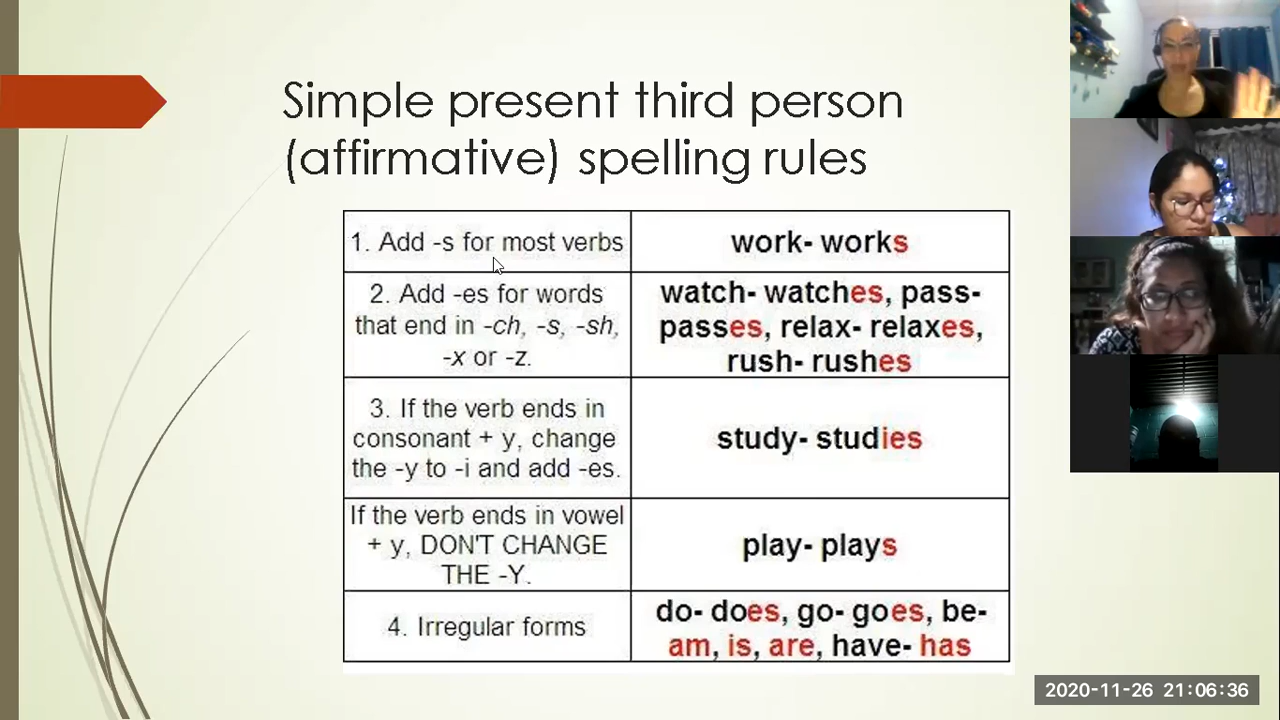 Simple present third person
(affirmative) spelling rules
1. Add -s for most verbs
work- works
2. Add -es for words
that end in -ch, -s, -sh,
-x or -z.
watch- watches, pass-
passes, relax- relaxes,
rush- rushes
3. If the verb ends in
consonant + y, change
the -y to -i and add -es.
study- studies
If the verb ends in vowel
+ y, DON'T CHANGE
THE -Y.
play- plays
4. Irregular forms
do- does, go- goes, be-
am, is, are, have- has
2020-11-26 21:06:36